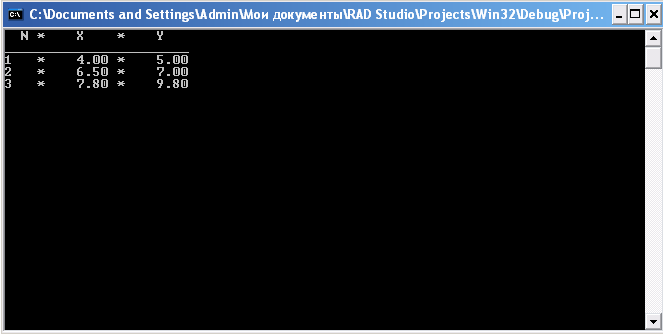 C:\Documents and Settings\Admin\Мои документы\RAD Studio\Projects\Win32\Debug\Proj...
N * X * Y
1 * 4.00 * 5.00
2 * 6.50 * 7.00
3 * 7.80 * 9.80